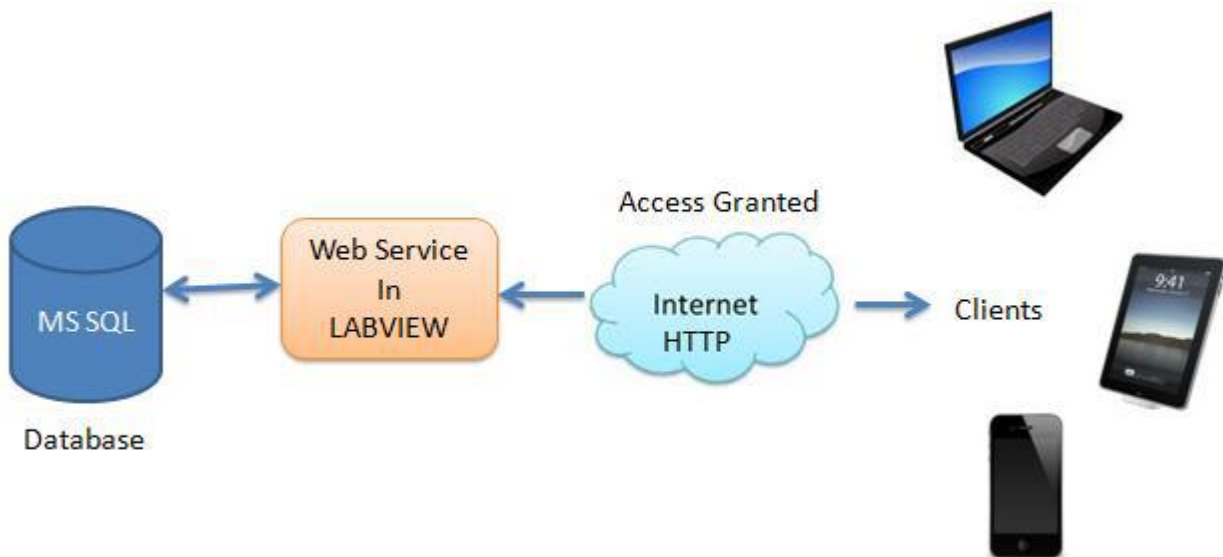 Access Granted
MS SQL
Web Service
In
LABVIEW
Internet
HTTP
Clients
9:41
Database